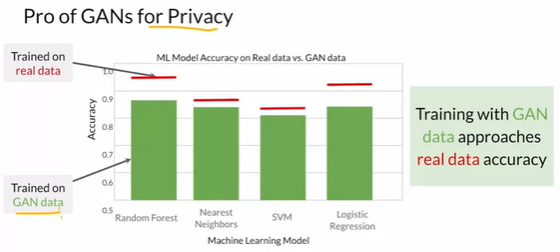 Pro of GANs for Privacy
Trained on
real data
ML Model Accuracy on Real data vs. GAN data
1.0
0.9
0.8
0.7
0.6
0.5
Accuracy
Trained on
GAN data
Random Forest
Nearest
Neighbors
SVM
Logistic
Regression
Machine Learning Model
Training with GAN
data approaches
real data accuracy